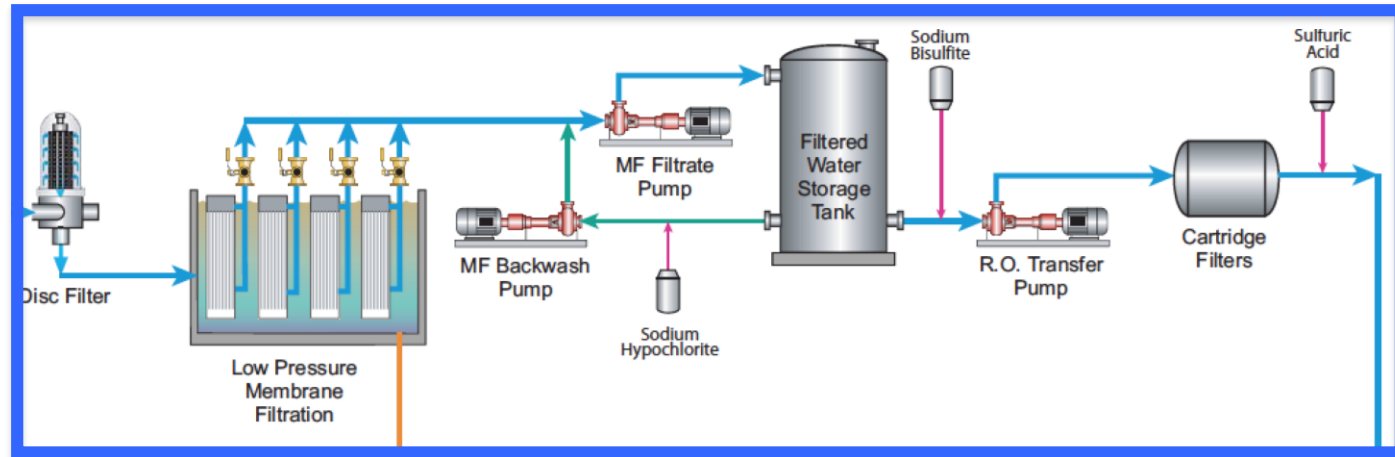 Sodium
Bisulfite
Sulfuric
Acid
MF Filtrate
Pump
Filtered
Water
Storage
Tank
Disc Filter
MF Backwash
Pump
R.O. Transfer
Pump
Cartridge
Filters
Sodium
Hypochlorite
Low Pressure
Membrane
Filtration